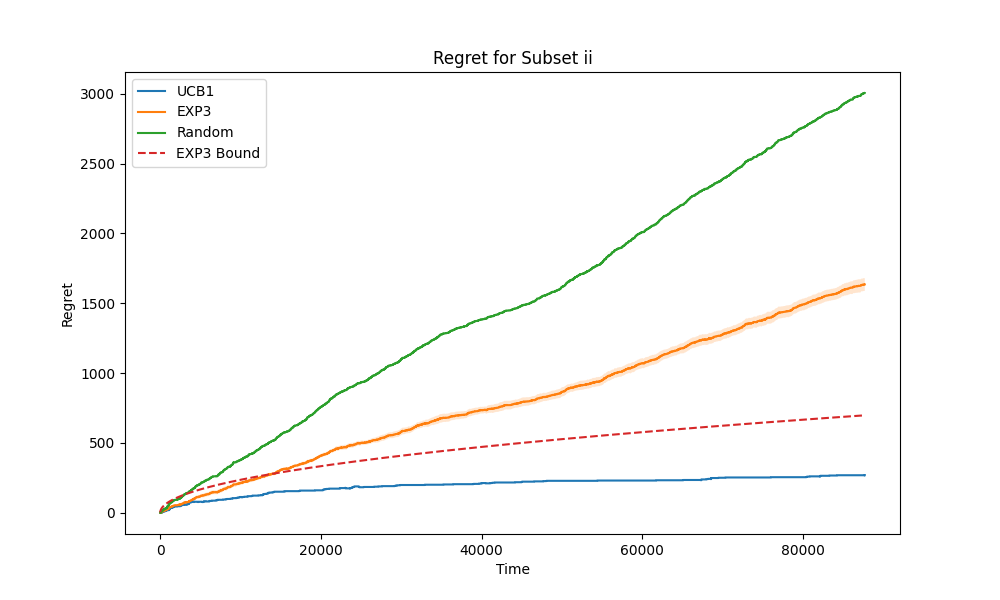 Regret for Subset ii
UCB1
EXP3
Random
EXP3 Bound
Regret
3000
2500
2000
1500
1000
500
0
0 20000 40000 60000 80000
Time